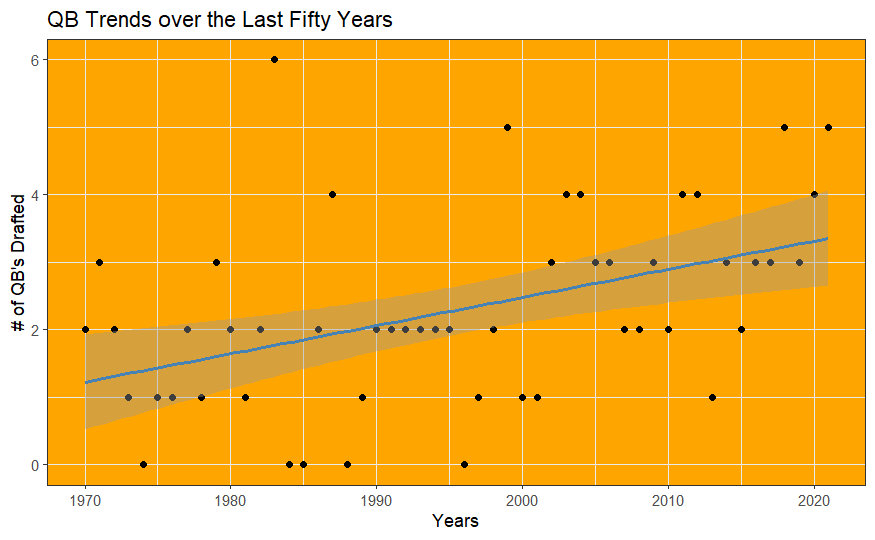 QB Trends over the Last Fifty Years
# of QB's Drafted
6
4
2
0
1970 1980 1990 2000 2010 2020
Years